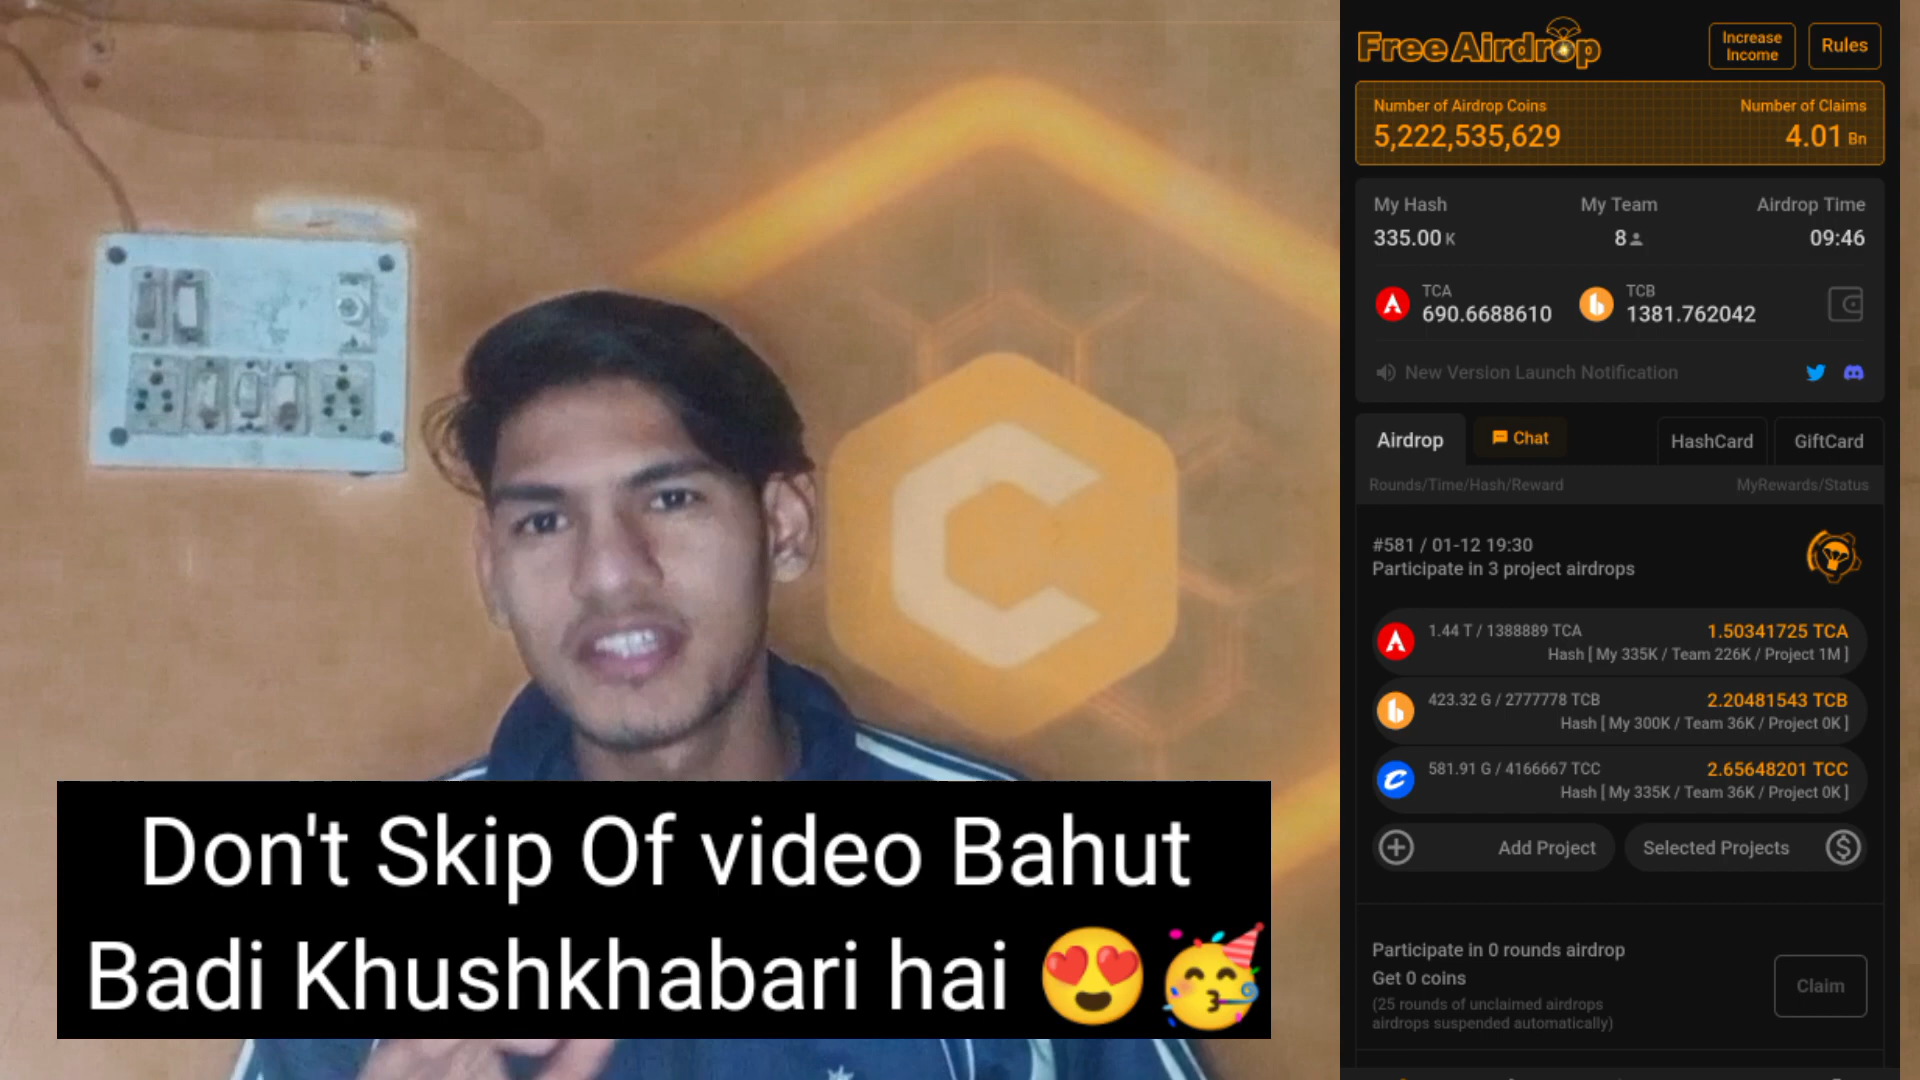 Don't Skip Of video Bahut
Badi Khushkhabari hai 😍🥳
Free Airdrop
Increase Income
Rules
Number of Airdrop Coins
Number of Claims
5,222,535,629
4.01 Bn
My Hash
My Team
Airdrop Time
335.00 K
8
09:46
TCA
690.6688610
TCB
1381.762042
New Version Launch Notification
Airdrop
Chat
HashCard
GiftCard
Rounds/Time/Hash/Reward
MyRewards/Status
#581 / 01-12 19:30
Participate in 3 project airdrops
1.44 T / 1388889 TCA
1.50341725 TCA
Hash [ My 335K / Team 226K / Project 1M ]
423.32 G / 2777778 TCB
2.20481543 TCB
Hash [ My 300K / Team 36K / Project 0K ]
581.91 G / 4166667 TCC
2.65648201 TCC
Hash [ My 335K / Team 36K / Project 0K ]
Add Project
Selected Projects
Participate in 0 rounds airdrop
Get 0 coins
(25 rounds of unclaimed airdrops
airdrops suspended automatically)
Claim